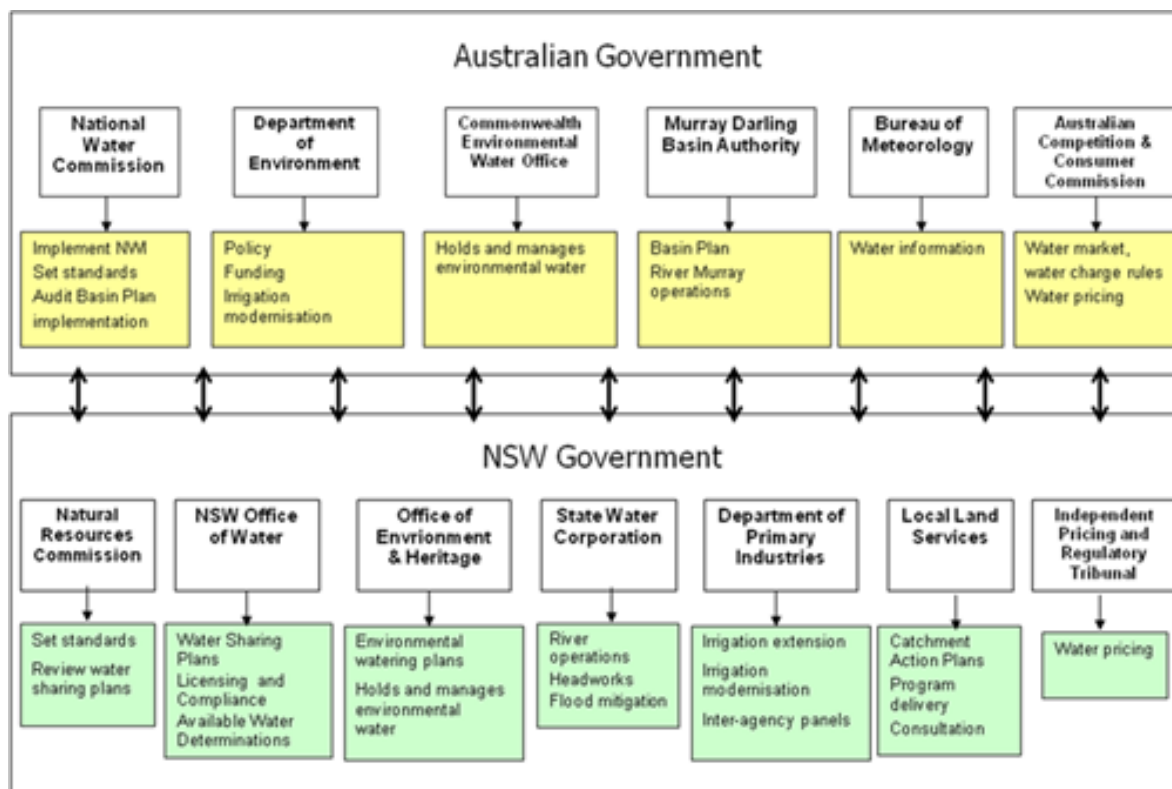 Australian Government
National
Water
Commission
Department
of
Environment
Commonwealth
Environmental
Water Office
Murray Darling
Basin Authority
Bureau of
Meteorology
Australian
Competition &
Consumer
Commission
Implement NWI
Set standards
Audit Basin Plan
implementation
Policy
Funding
Irrigation
modernisation
Holds and manages
environmental water
Basin Plan
River Murray
operations
Water information
Water market,
water charge rules
Water pricing
NSW Government
Natural
Resources
Commission
NSW Office
of Water
Office of
Envrionment
& Heritage
State Water
Corporation
Department of
Primary
Industries
Local Land
Services
Independent
Pricing and
Regulatory
Tribunal
Set standards
Review water
sharing plans
Water Sharing
Plans
Licensing and
Compliance
Available Water
Determinations
Environmental
watering plans
Holds and manages
environmental
water
River
operations
Headworks
Flood mitigation
Irrigation extension
Irrigation
modernisation
Inter-agency panels
Catchment
Action Plans
Program
delivery
Consultation
Water pricing